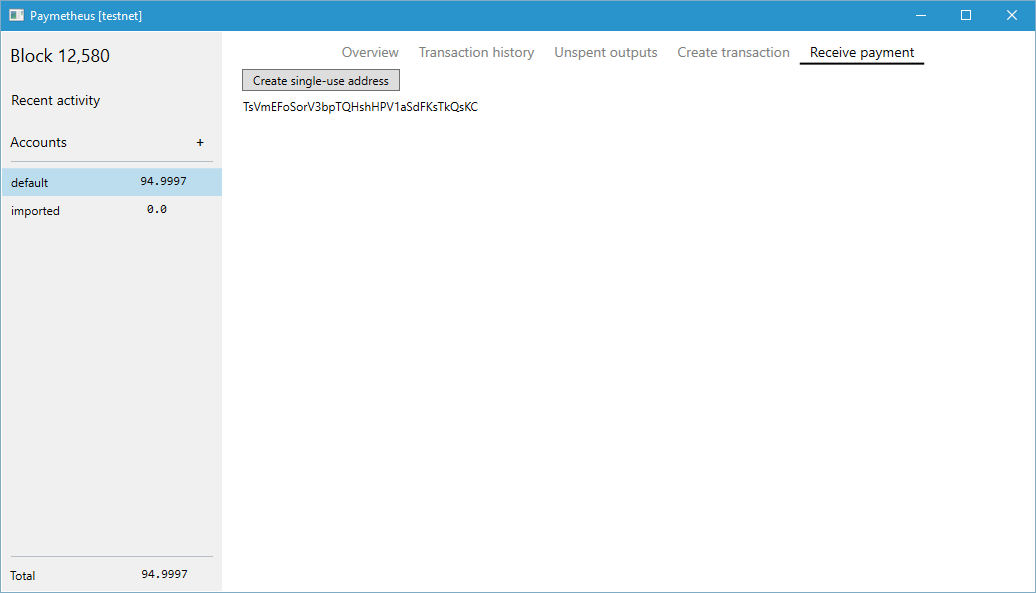 Paymetheus [testnet]
Block 12,580
Recent activity
Accounts +
default 94.9997
imported 0.0
Total 94.9997
Overview Transaction history Unspent outputs Create transaction Receive payment
Create single-use address
TsVmEFoSorV3bpTQHshHPV1aSdFKsTkQsKC